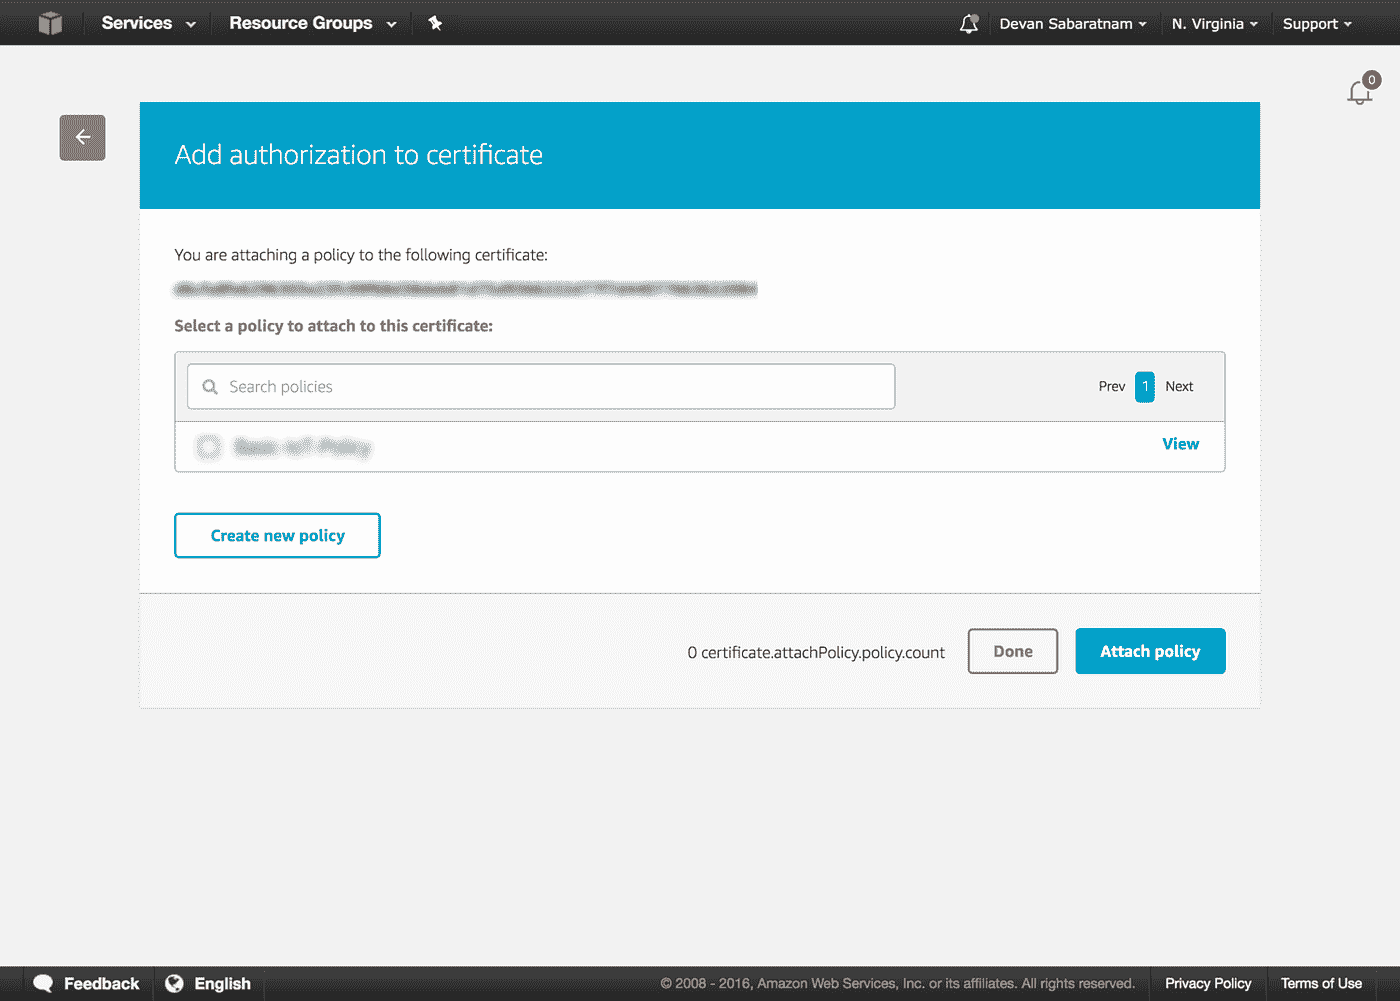 Services Resource Groups Devan Sabaratnam N. Virginia Support
0
Add authorization to certificate
You are attaching a policy to the following certificate:
Select a policy to attach to this certificate:
Search policies Prev 1 Next
View
Create new policy
0 certificate.attachPolicy.policy.count Done Attach policy
Feedback English © 2008 - 2016, Amazon Web Services, Inc. or its affiliates. All rights reserved. Privacy Policy Terms of Use